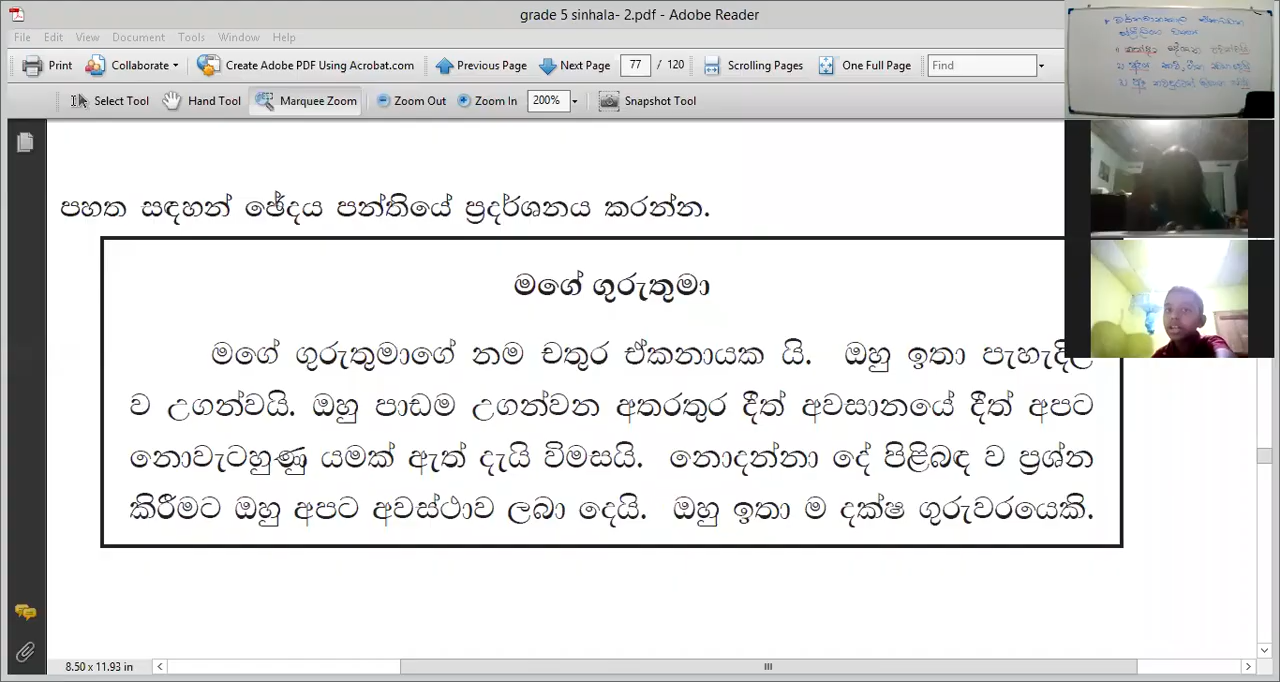 grade 5 sinhala- 2.pdf - Adobe Reader
File Edit View Document Tools Window Help
Print Collaborate Create Adobe PDF Using Acrobat.com Previous Page Next Page 77 / 120 Scrolling Pages One Full Page Find
Select Tool Hand Tool Marquee Zoom Zoom Out Zoom In 200% Snapshot Tool
පහත සඳහන් ඡේදය පන්තියේ ප්‍රදර්ශනය කරන්න.
මගේ ගුරුතුමා
මගේ ගුරුතුමාගේ නම චතුර ඒකනායක යි. ඔහු ඉතා පැහැදිලි
ව උගන්වයි. ඔහු පාඩම උගන්වන අතරතුර දීත් අවසානයේ දීත් අපට
නොවැටහුණු යමක් ඇත් දැයි විමසයි. නොදන්නා දේ පිළිබඳ ව ප්‍රශ්න
කිරීමට ඔහු අපට අවස්ථාව ලබා දෙයි. ඔහු ඉතා ම දක්ෂ ගුරුවරයෙකි.
8.50 x 11.93 in